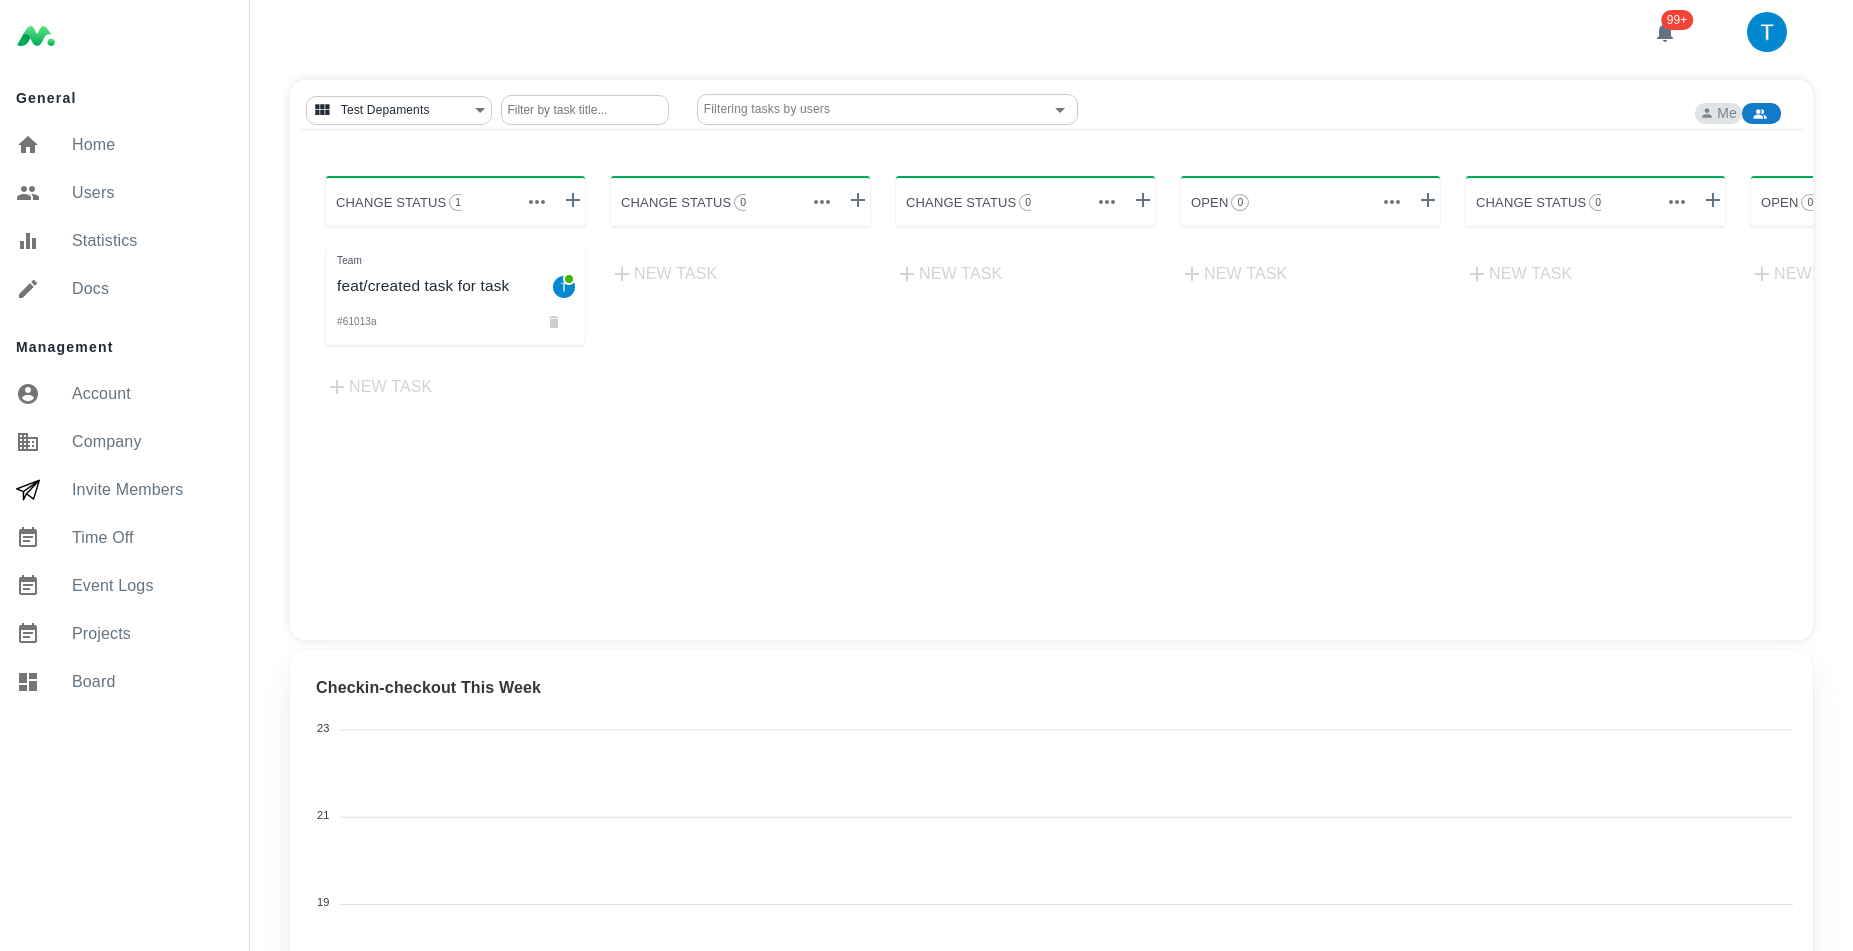 99+
T
General
Home
Users
Statistics
Docs
Management
Account
Company
Invite Members
Time Off
Event Logs
Projects
Board
Test Depaments
Filter by task title...
Filtering tasks by users
Me
CHANGE STATUS 1
CHANGE STATUS 0
CHANGE STATUS 0
OPEN 0
CHANGE STATUS 0
OPEN 0
Team
feat/created task for task
T
#61013a
NEW TASK
NEW TASK
NEW TASK
NEW TASK
NEW TASK
NEW
Checkin-checkout This Week
23
21
19